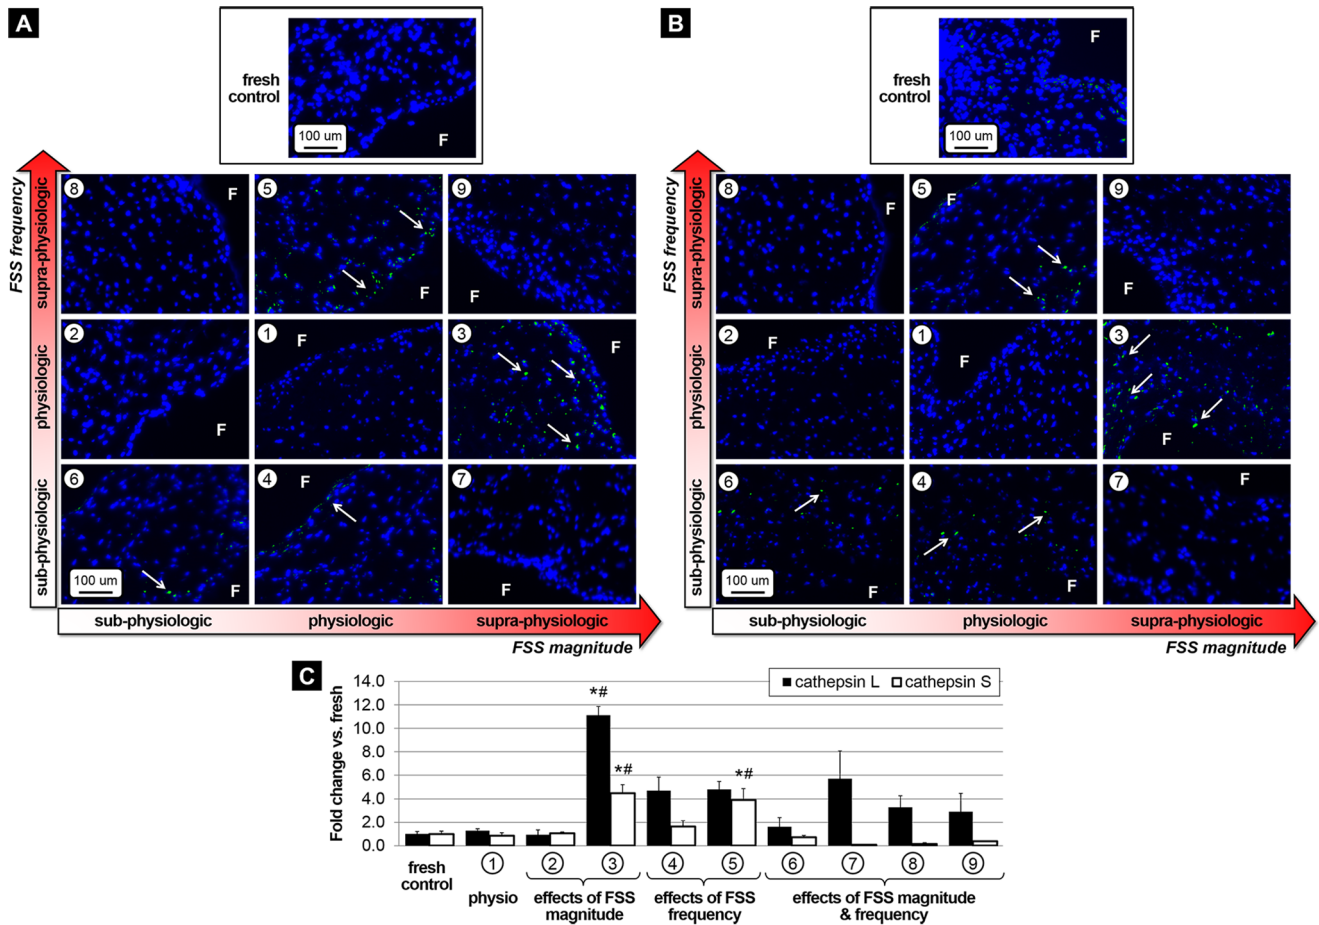 A
fresh
control
F
100 um
FSS frequency
supra-physiologic
physiologic
sub-physiologic
8
F
5
F
9
F
2
F
1
F
3
F
6
100 um
F
4
F
7
F
sub-physiologic
physiologic
supra-physiologic
FSS magnitude
B
fresh
control
F
100 um
FSS frequency
supra-physiologic
physiologic
sub-physiologic
8
F
5
F
9
F
2
F
1
F
3
F
6
100 um
F
4
F
7
F
sub-physiologic
physiologic
supra-physiologic
FSS magnitude
C
Fold change vs. fresh
14.0
12.0
10.0
8.0
6.0
4.0
2.0
0.0
cathepsin L
cathepsin S
*#
*#
*#
fresh
control
1
physio
2
3
effects of FSS
magnitude
4
5
effects of FSS
frequency
6
7
8
9
effects of FSS magnitude
& frequency